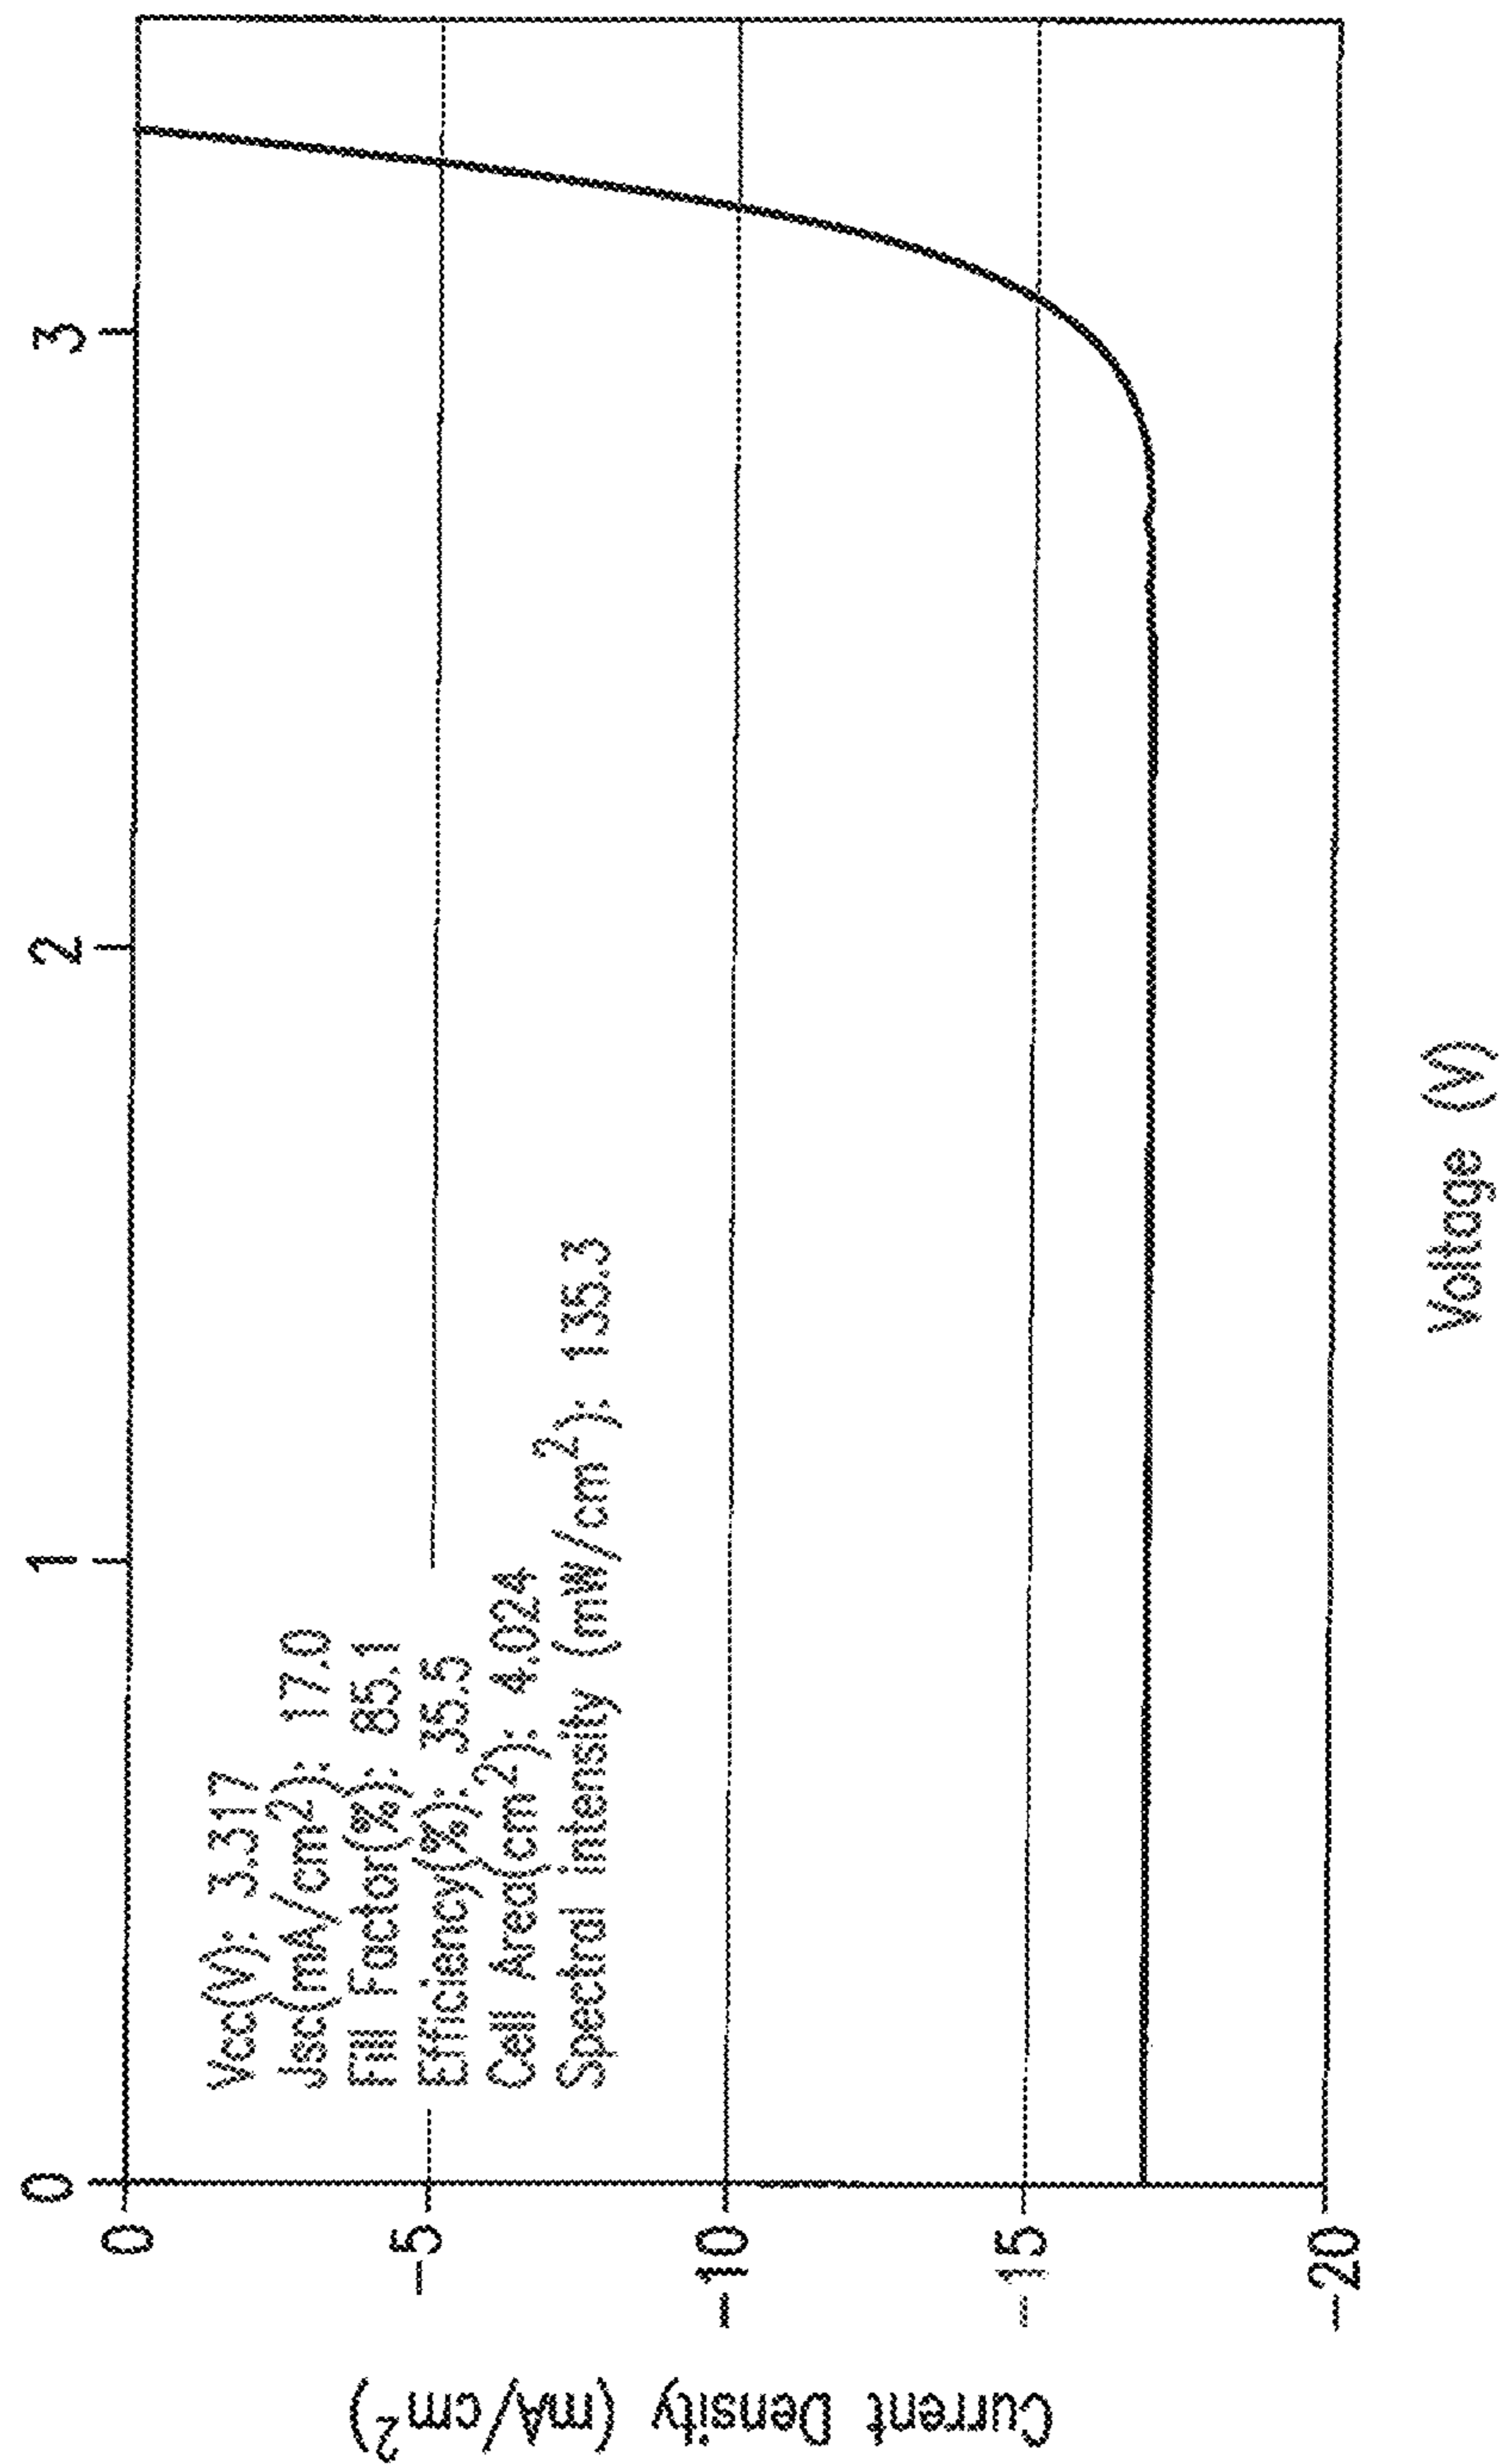 0
1
2
3
0
-5
-10
-15
-20
Vcc(V): 3.317
Jsc(mA/cm²): 17.0
Fill Factor(%): 85.1
Efficiency(%): 35.5
Cell Area(cm²): 4.024
Spectral intensity (mW/cm²): 135.3
Current Density (mA/cm²)
Voltage (V)